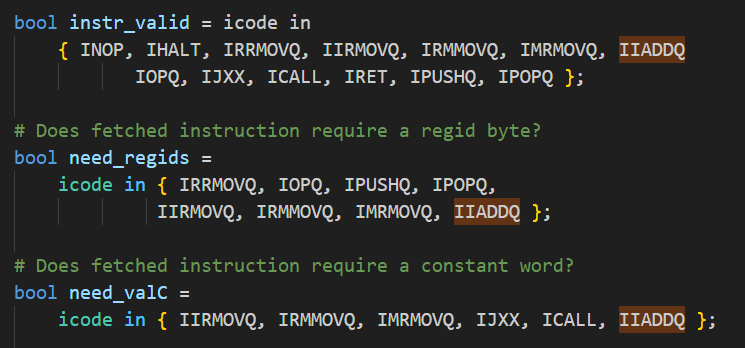 bool instr_valid = icode in
{ INOP, IHALT, IRRMOVQ, IIRMOVQ, IRMMOVQ, IMRMOVQ, IIADDQ
IOPQ, IJXX, ICALL, IRET, IPUSHQ, IPOPQ };
# Does fetched instruction require a regid byte?
bool need_regids =
icode in { IRRMOVQ, IOPQ, IPUSHQ, IPOPQ,
IIRMOVQ, IRMMOVQ, IMRMOVQ, IIADDQ };
# Does fetched instruction require a constant word?
bool need_valC =
icode in { IIRMOVQ, IRMMOVQ, IMRMOVQ, IJXX, ICALL, IIADDQ };